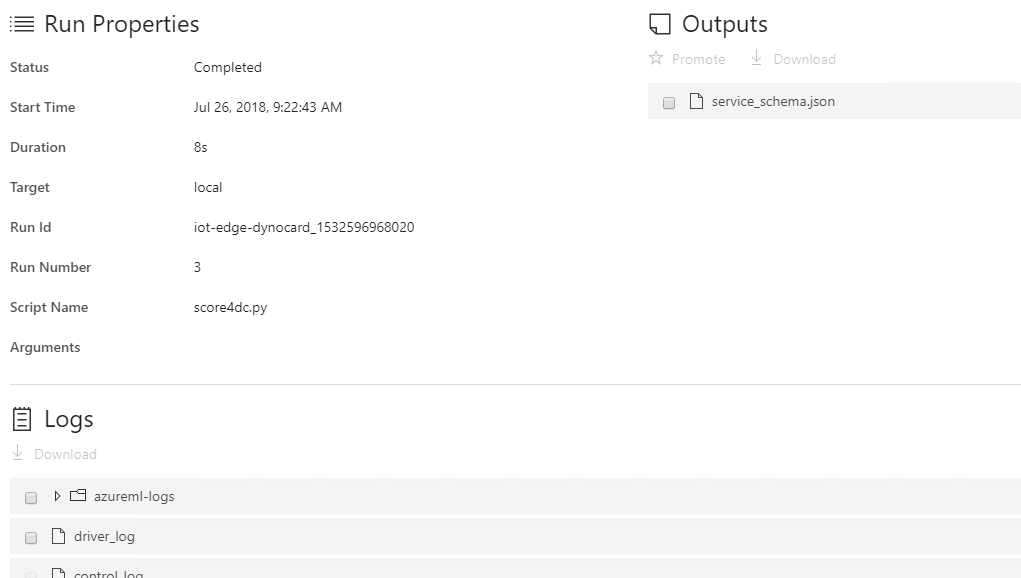 Run Properties
Status Completed
Start Time Jul 26, 2018, 9:22:43 AM
Duration 8s
Target local
Run Id iot-edge-dynocard_1532596968020
Run Number 3
Script Name score4dc.py
Arguments
Outputs
Promote Download
service_schema.json
Logs
Download
azureml-logs
driver_log
control_log